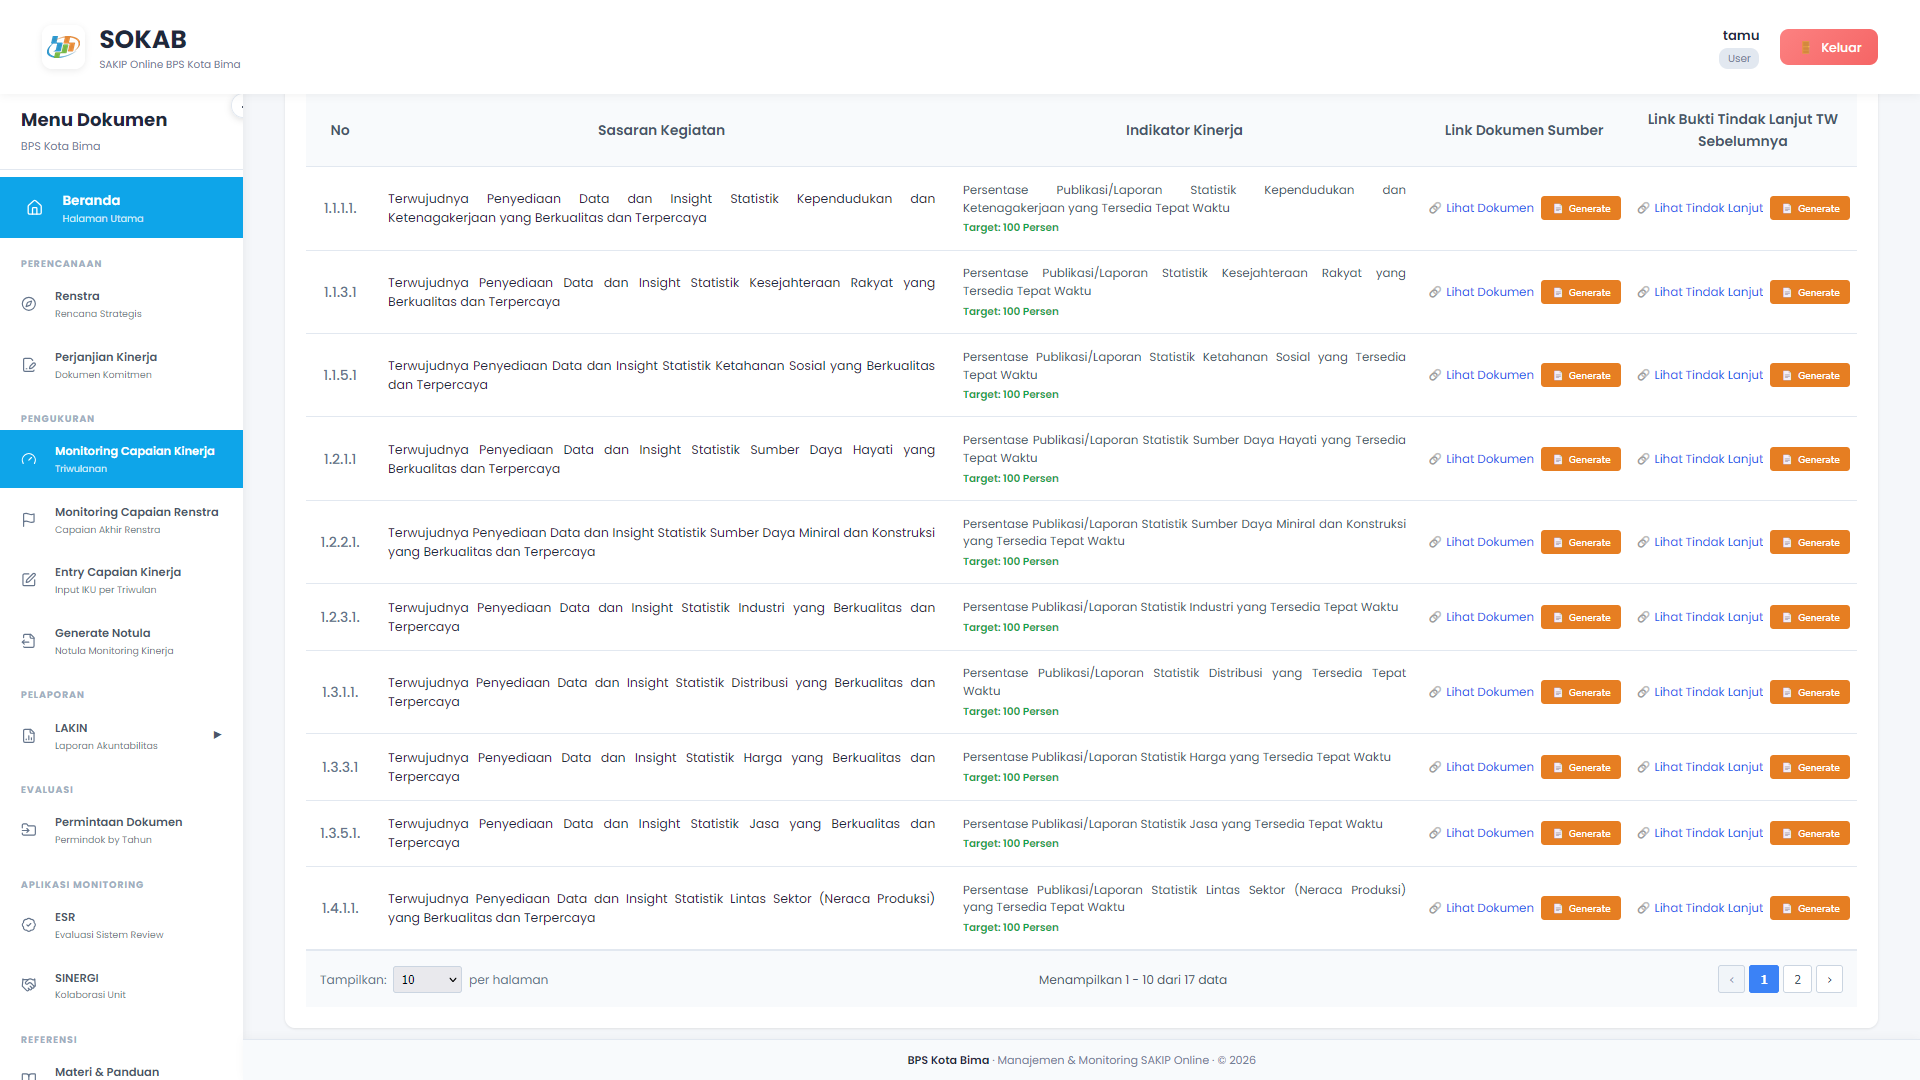 SOKAB
SAKIP Online BPS Kota Bima
tamu
User
Keluar
Menu Dokumen
BPS Kota Bima
Beranda
Halaman Utama
PERENCANAAN
Renstra
Rencana Strategis
Perjanjian Kinerja
Dokumen Komitmen
PENGUKURAN
Monitoring Capaian Kinerja
Triwulanan
Monitoring Capaian Renstra
Capaian Akhir Renstra
Entry Capaian Kinerja
Input IKU per Triwulan
Generate Notula
Notula Monitoring Kinerja
PELAPORAN
LAKIN
Laporan Akuntabilitas
EVALUASI
Permintaan Dokumen
Permindok by Tahun
APLIKASI MONITORING
ESR
Evaluasi Sistem Review
SINERGI
Kolaborasi Unit
REFERENSI
Materi & Panduan
No Sasaran Kegiatan Indikator Kinerja Link Dokumen Sumber Link Bukti Tindak Lanjut TW
Sebelumnya
1.1.1.1.
Terwujudnya Penyediaan Data dan Insight Statistik Kependudukan dan
Ketenagakerjaan yang Berkualitas dan Terpercaya
Persentase Publikasi/Laporan Statistik Kependudukan dan
Ketenagakerjaan yang Tersedia Tepat Waktu
Target: 100 Persen
Lihat Dokumen Generate Lihat Tindak Lanjut Generate
1.1.3.1
Terwujudnya Penyediaan Data dan Insight Statistik Kesejahteraan Rakyat yang
Berkualitas dan Terpercaya
Persentase Publikasi/Laporan Statistik Kesejahteraan Rakyat yang
Tersedia Tepat Waktu
Target: 100 Persen
Lihat Dokumen Generate Lihat Tindak Lanjut Generate
1.1.5.1
Terwujudnya Penyediaan Data dan Insight Statistik Ketahanan Sosial yang Berkualitas
dan Terpercaya
Persentase Publikasi/Laporan Statistik Ketahanan Sosial yang Tersedia
Tepat Waktu
Target: 100 Persen
Lihat Dokumen Generate Lihat Tindak Lanjut Generate
1.2.1.1
Terwujudnya Penyediaan Data dan Insight Statistik Sumber Daya Hayati yang
Berkualitas dan Terpercaya
Persentase Publikasi/Laporan Statistik Sumber Daya Hayati yang Tersedia
Tepat Waktu
Target: 100 Persen
Lihat Dokumen Generate Lihat Tindak Lanjut Generate
1.2.2.1.
Terwujudnya Penyediaan Data dan Insight Statistik Sumber Daya Miniral dan Konstruksi
yang Berkualitas dan Terpercaya
Persentase Publikasi/Laporan Statistik Sumber Daya Miniral dan Konstruksi
yang Tersedia Tepat Waktu
Target: 100 Persen
Lihat Dokumen Generate Lihat Tindak Lanjut Generate
1.2.3.1.
Terwujudnya Penyediaan Data dan Insight Statistik Industri yang Berkualitas dan
Terpercaya
Persentase Publikasi/Laporan Statistik Industri yang Tersedia Tepat Waktu
Target: 100 Persen
Lihat Dokumen Generate Lihat Tindak Lanjut Generate
1.3.1.1.
Terwujudnya Penyediaan Data dan Insight Statistik Distribusi yang Berkualitas dan
Terpercaya
Persentase Publikasi/Laporan Statistik Distribusi yang Tersedia Tepat
Waktu
Target: 100 Persen
Lihat Dokumen Generate Lihat Tindak Lanjut Generate
1.3.3.1
Terwujudnya Penyediaan Data dan Insight Statistik Harga yang Berkualitas dan
Terpercaya
Persentase Publikasi/Laporan Statistik Harga yang Tersedia Tepat Waktu
Target: 100 Persen
Lihat Dokumen Generate Lihat Tindak Lanjut Generate
1.3.5.1.
Terwujudnya Penyediaan Data dan Insight Statistik Jasa yang Berkualitas dan
Terpercaya
Persentase Publikasi/Laporan Statistik Jasa yang Tersedia Tepat Waktu
Target: 100 Persen
Lihat Dokumen Generate Lihat Tindak Lanjut Generate
1.4.1.1.
Terwujudnya Penyediaan Data dan Insight Statistik Lintas Sektor (Neraca Produksi)
yang Berkualitas dan Terpercaya
Persentase Publikasi/Laporan Statistik Lintas Sektor (Neraca Produksi)
yang Tersedia Tepat Waktu
Target: 100 Persen
Lihat Dokumen Generate Lihat Tindak Lanjut Generate
Tampilkan: 10 per halaman Menampilkan 1 - 10 dari 17 data ‹ 1 2 ›
BPS Kota Bima · Manajemen & Monitoring SAKIP Online · © 2026